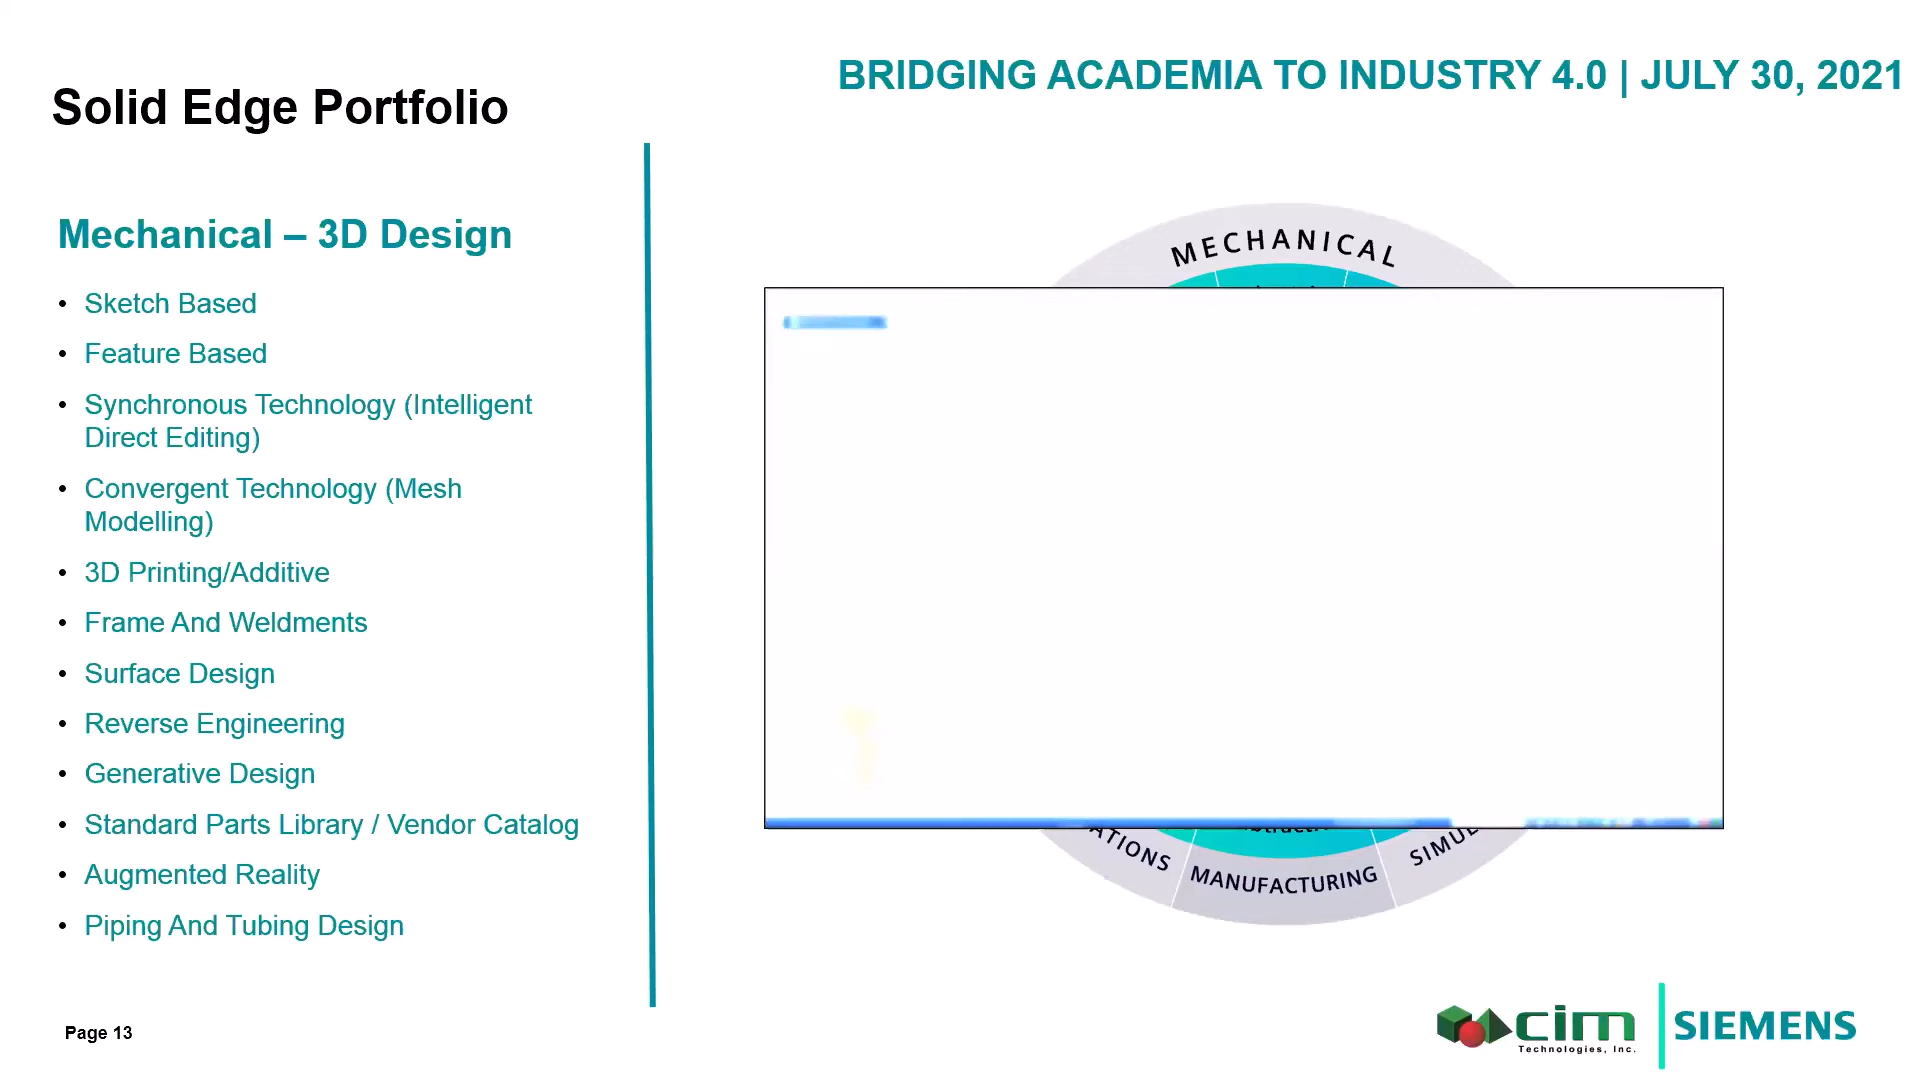 BRIDGING ACADEMIA TO INDUSTRY 4.0 | JULY 30, 2021
Solid Edge Portfolio
Mechanical – 3D Design
• Sketch Based
• Feature Based
• Synchronous Technology (Intelligent
Direct Editing)
• Convergent Technology (Mesh
Modelling)
• 3D Printing/Additive
• Frame And Weldments
• Surface Design
• Reverse Engineering
• Generative Design
• Standard Parts Library / Vendor Catalog
• Augmented Reality
• Piping And Tubing Design
MECHANICAL
MANUFACTURING
Page 13
cim
Technologies, Inc.
SIEMENS